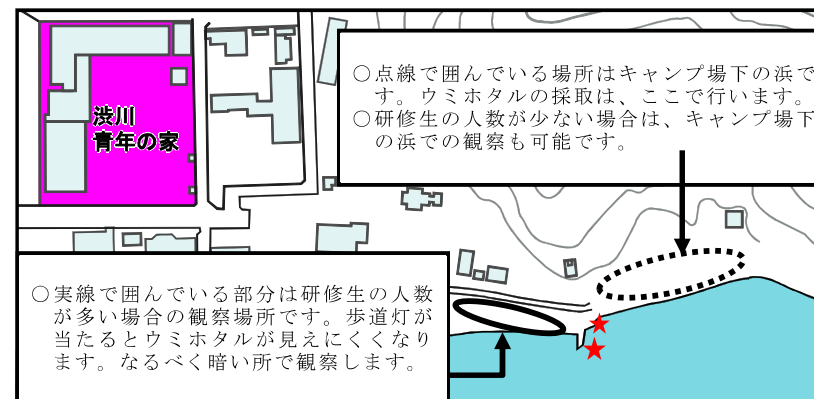 ○点線で囲んでいる場所はキャンプ場下の浜で
す。ウミホタルの採取は、ここで行います。
○研修生の人数が少ない場合は、キャンプ場下
の浜での観察も可能です。
渋川
青年の家
○実線で囲んでいる部分は研修生の人数
が多い場合の観察場所です。歩道灯が
当たるとウミホタルが見えにくくなり
ます。なるべく暗い所で観察します。